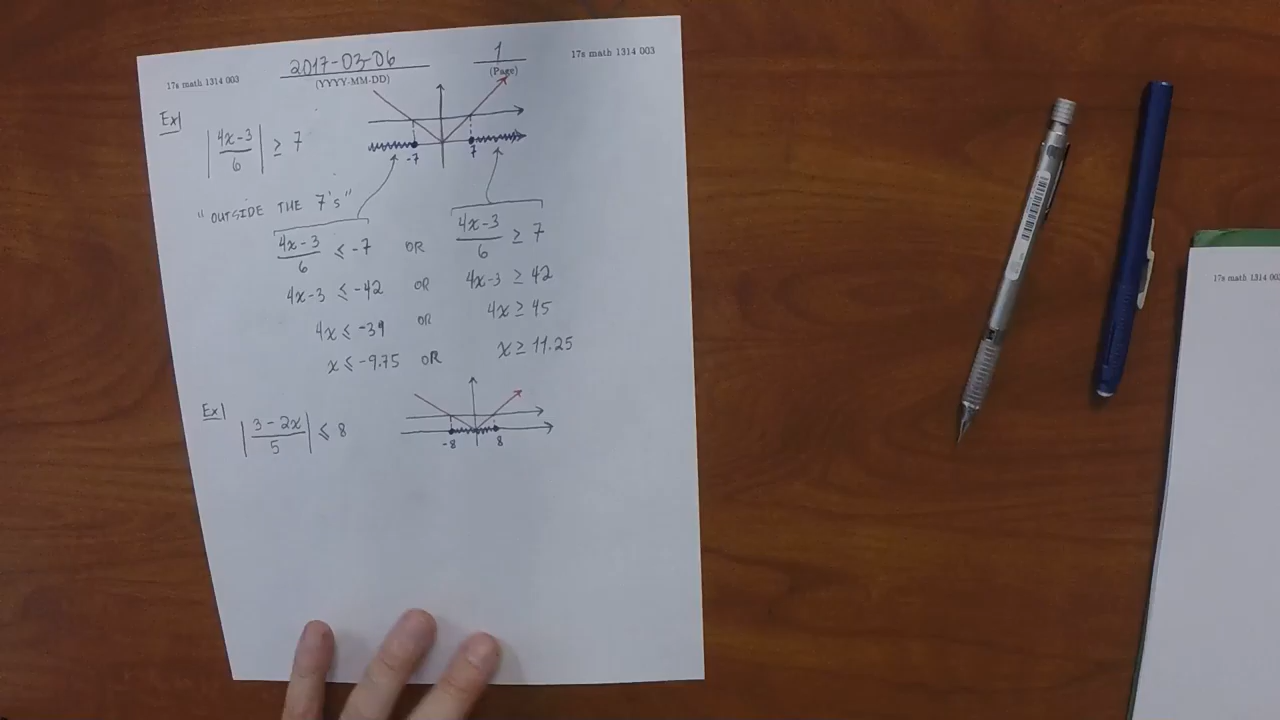 17s math 1314 003
2017-03-06
(YYYY-MM-DD)
1
(Page)
17s math 1314 003
Ex1
|4x-3/6| ≥ 7
-7 7
"OUTSIDE THE 7's"
4x-3/6 ≤ -7 OR 4x-3/6 ≥ 7
4x-3 ≤ -42 OR 4x-3 ≥ 42
4x ≤ -39 OR 4x ≥ 45
x ≤ -9.75 OR x ≥ 11.25
Ex1
|3-2x/5| ≤ 8
-8 8
17s math 1314 003